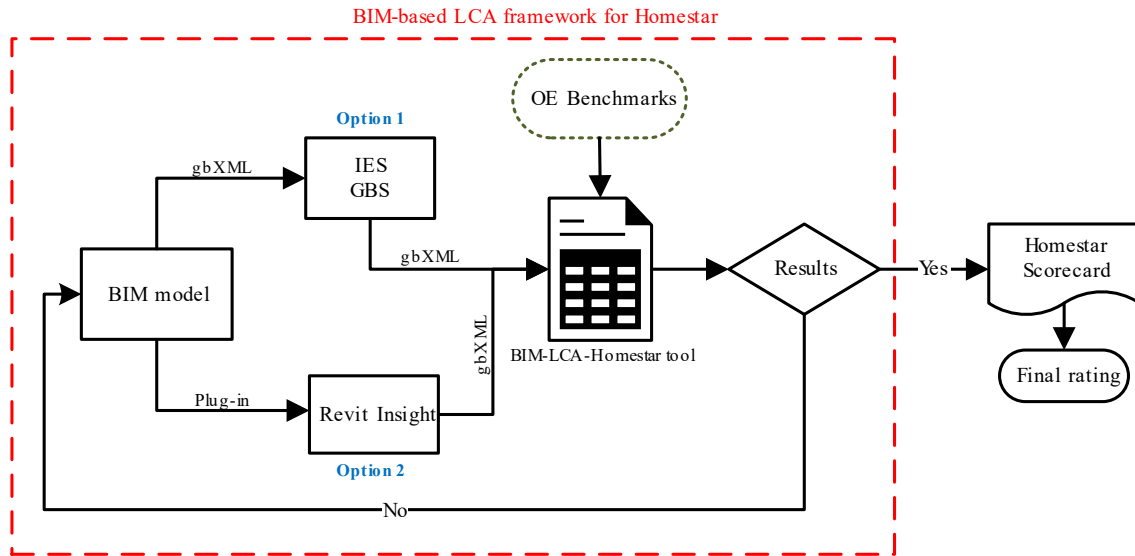 BIM-based LCA framework for Homestar
OE Benchmarks
Option 1
IES
GBS
gbXML
gbXML
BIM model
Results
Yes
Homestar
Scorecard
BIM-LCA-Homestar tool
gbXML
Final rating
Plug-in
Revit Insight
Option 2
No